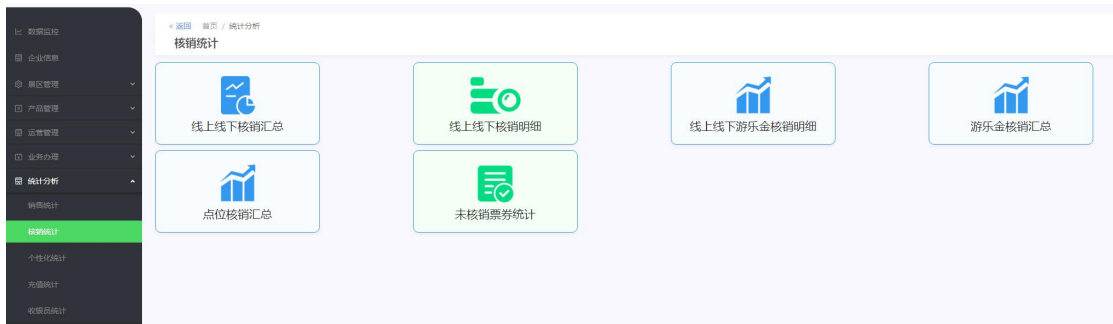 数据监控
企业信息
景区管理
产品管理
运营管理
业务办理
统计分析
销售统计
核销统计
个性化统计
充值统计
收银员统计
< 返回 首页 / 统计分析
核销统计
线上线下核销汇总
线上线下核销明细
线上线下游乐金核销明细
游乐金核销汇总
点位核销汇总
未核销票券统计